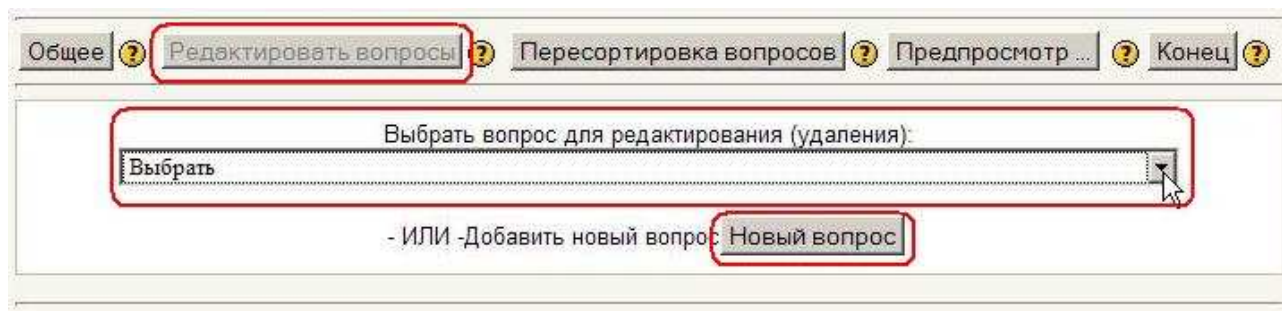 Общее ? Редактировать вопросы ? Пересортировка вопросов ? Предпросмотр ... ? Конец ?
Выбрать вопрос для редактирования (удаления):
Выбрать
- ИЛИ -Добавить новый вопрос Новый вопрос